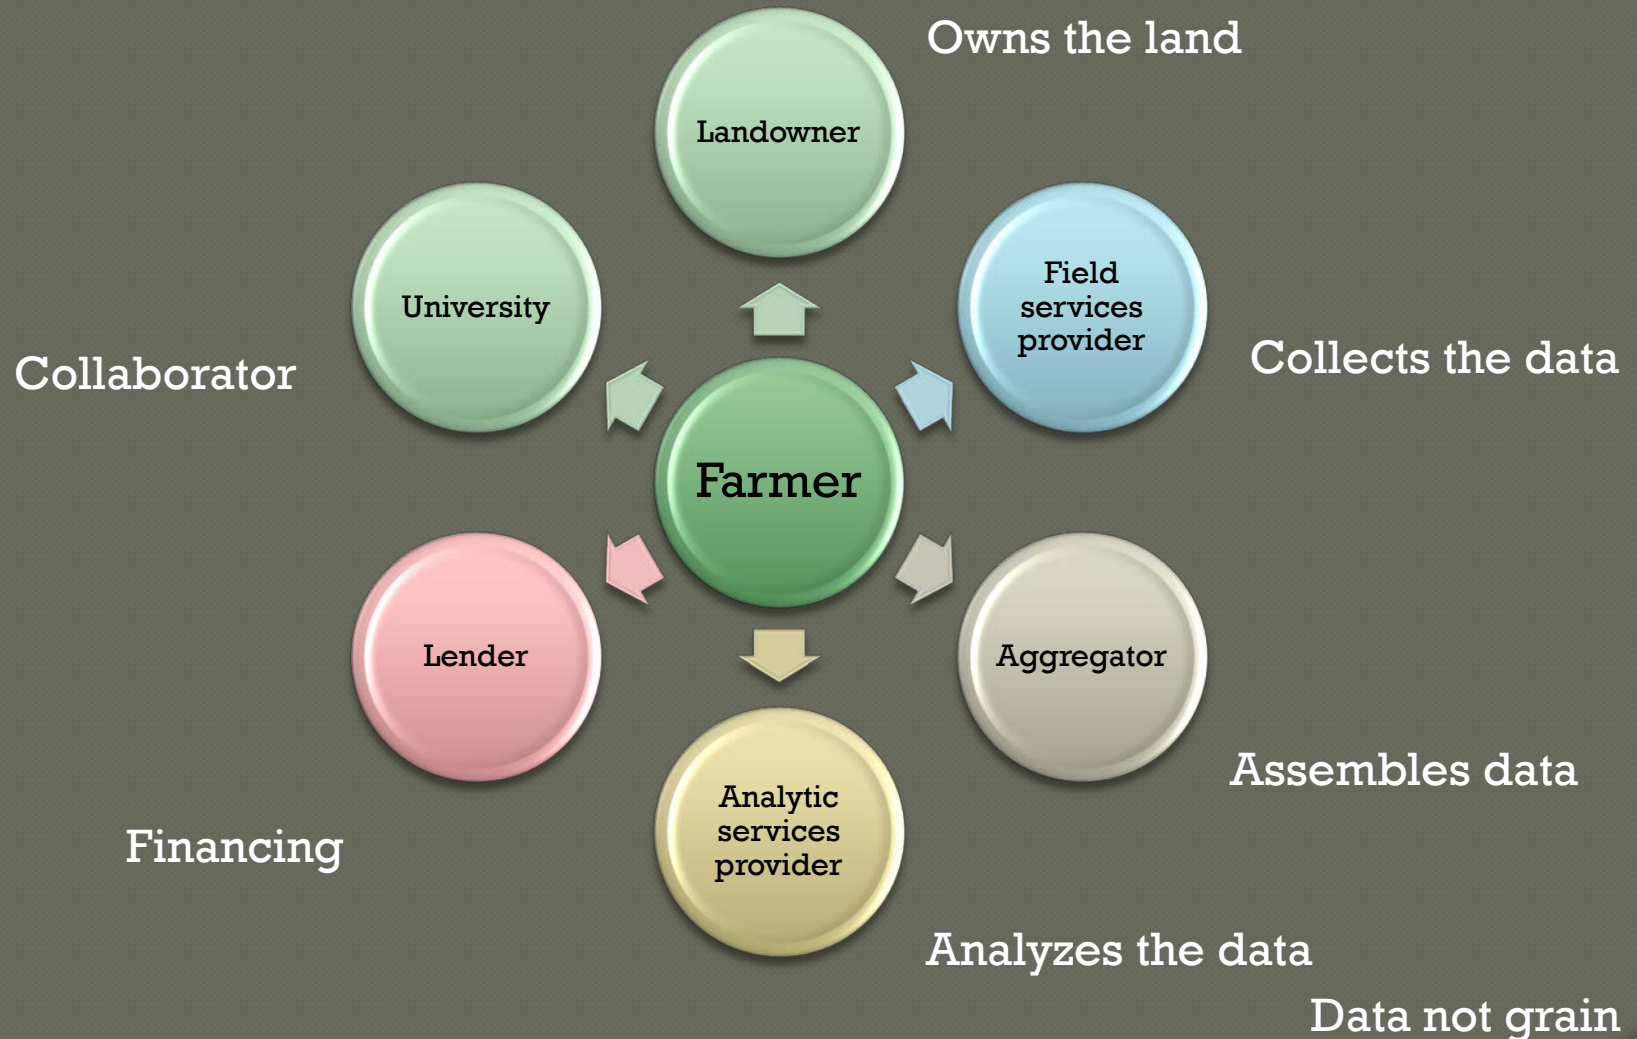 Owns the land
Landowner
University
Field
services
provider
Collaborator
Collects the data
Farmer
Lender
Aggregator
Assembles data
Analytic
services
provider
Financing
Analyzes the data
Data not grain